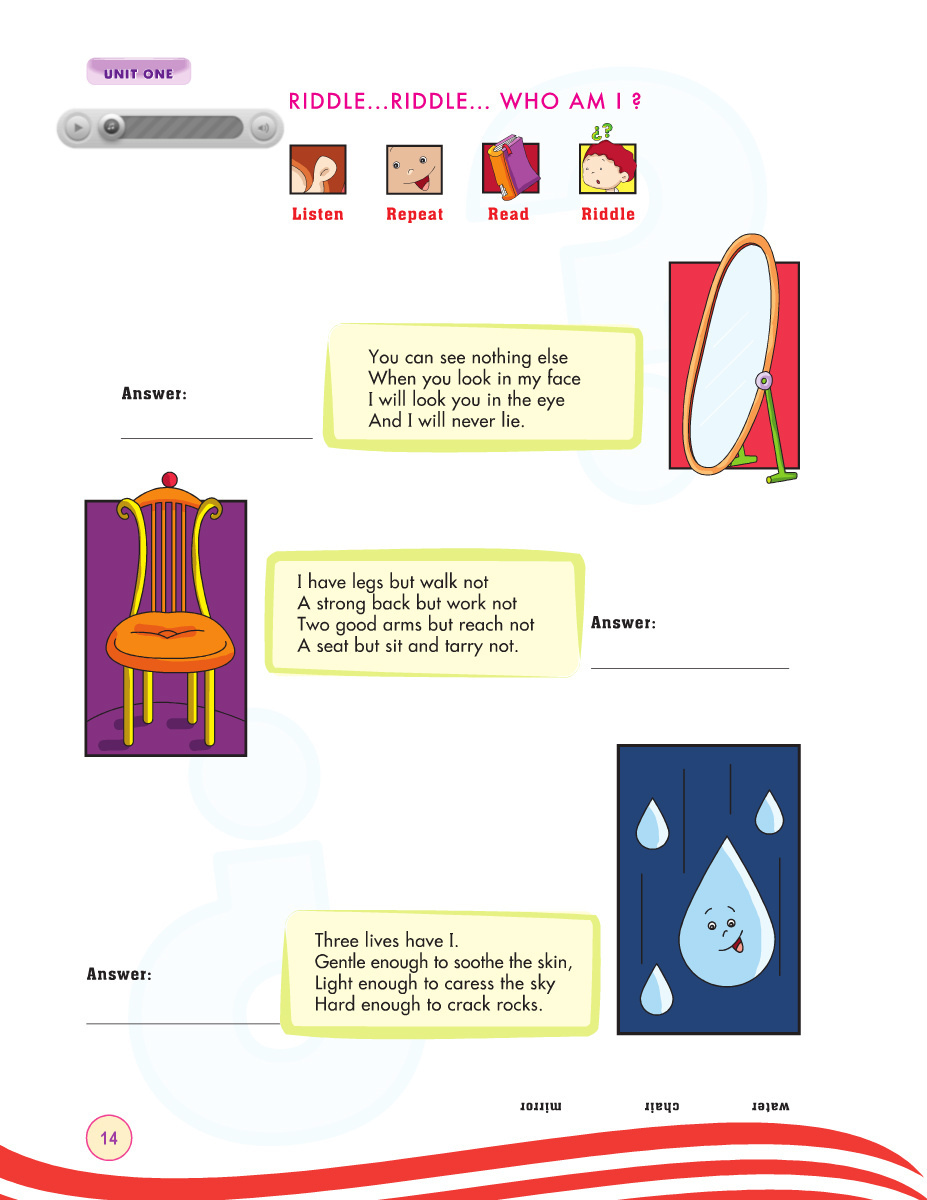 UNIT ONE
RIDDLE...RIDDLE... WHO AM I ?
¿?
Listen Repeat Read Riddle
You can see nothing else
When you look in my face
I will look you in the eye
And I will never lie.
Answer:
I have legs but walk not
A strong back but work not
Two good arms but reach not
A seat but sit and tarry not.
Answer:
Three lives have I.
Gentle enough to soothe the skin,
Light enough to caress the sky
Hard enough to crack rocks.
Answer:
mirror chair water
14